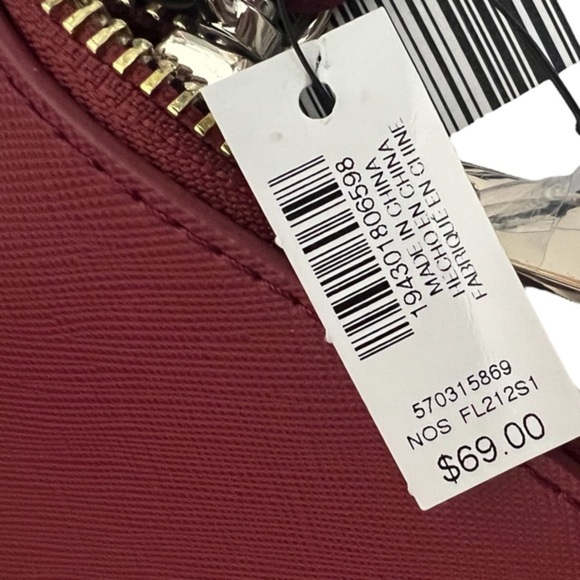 194301806598
MADE IN CHINA
HECHO EN CHINA
FABRIQUE EN CHINE
570315869
NOS FL212S1
$69.00